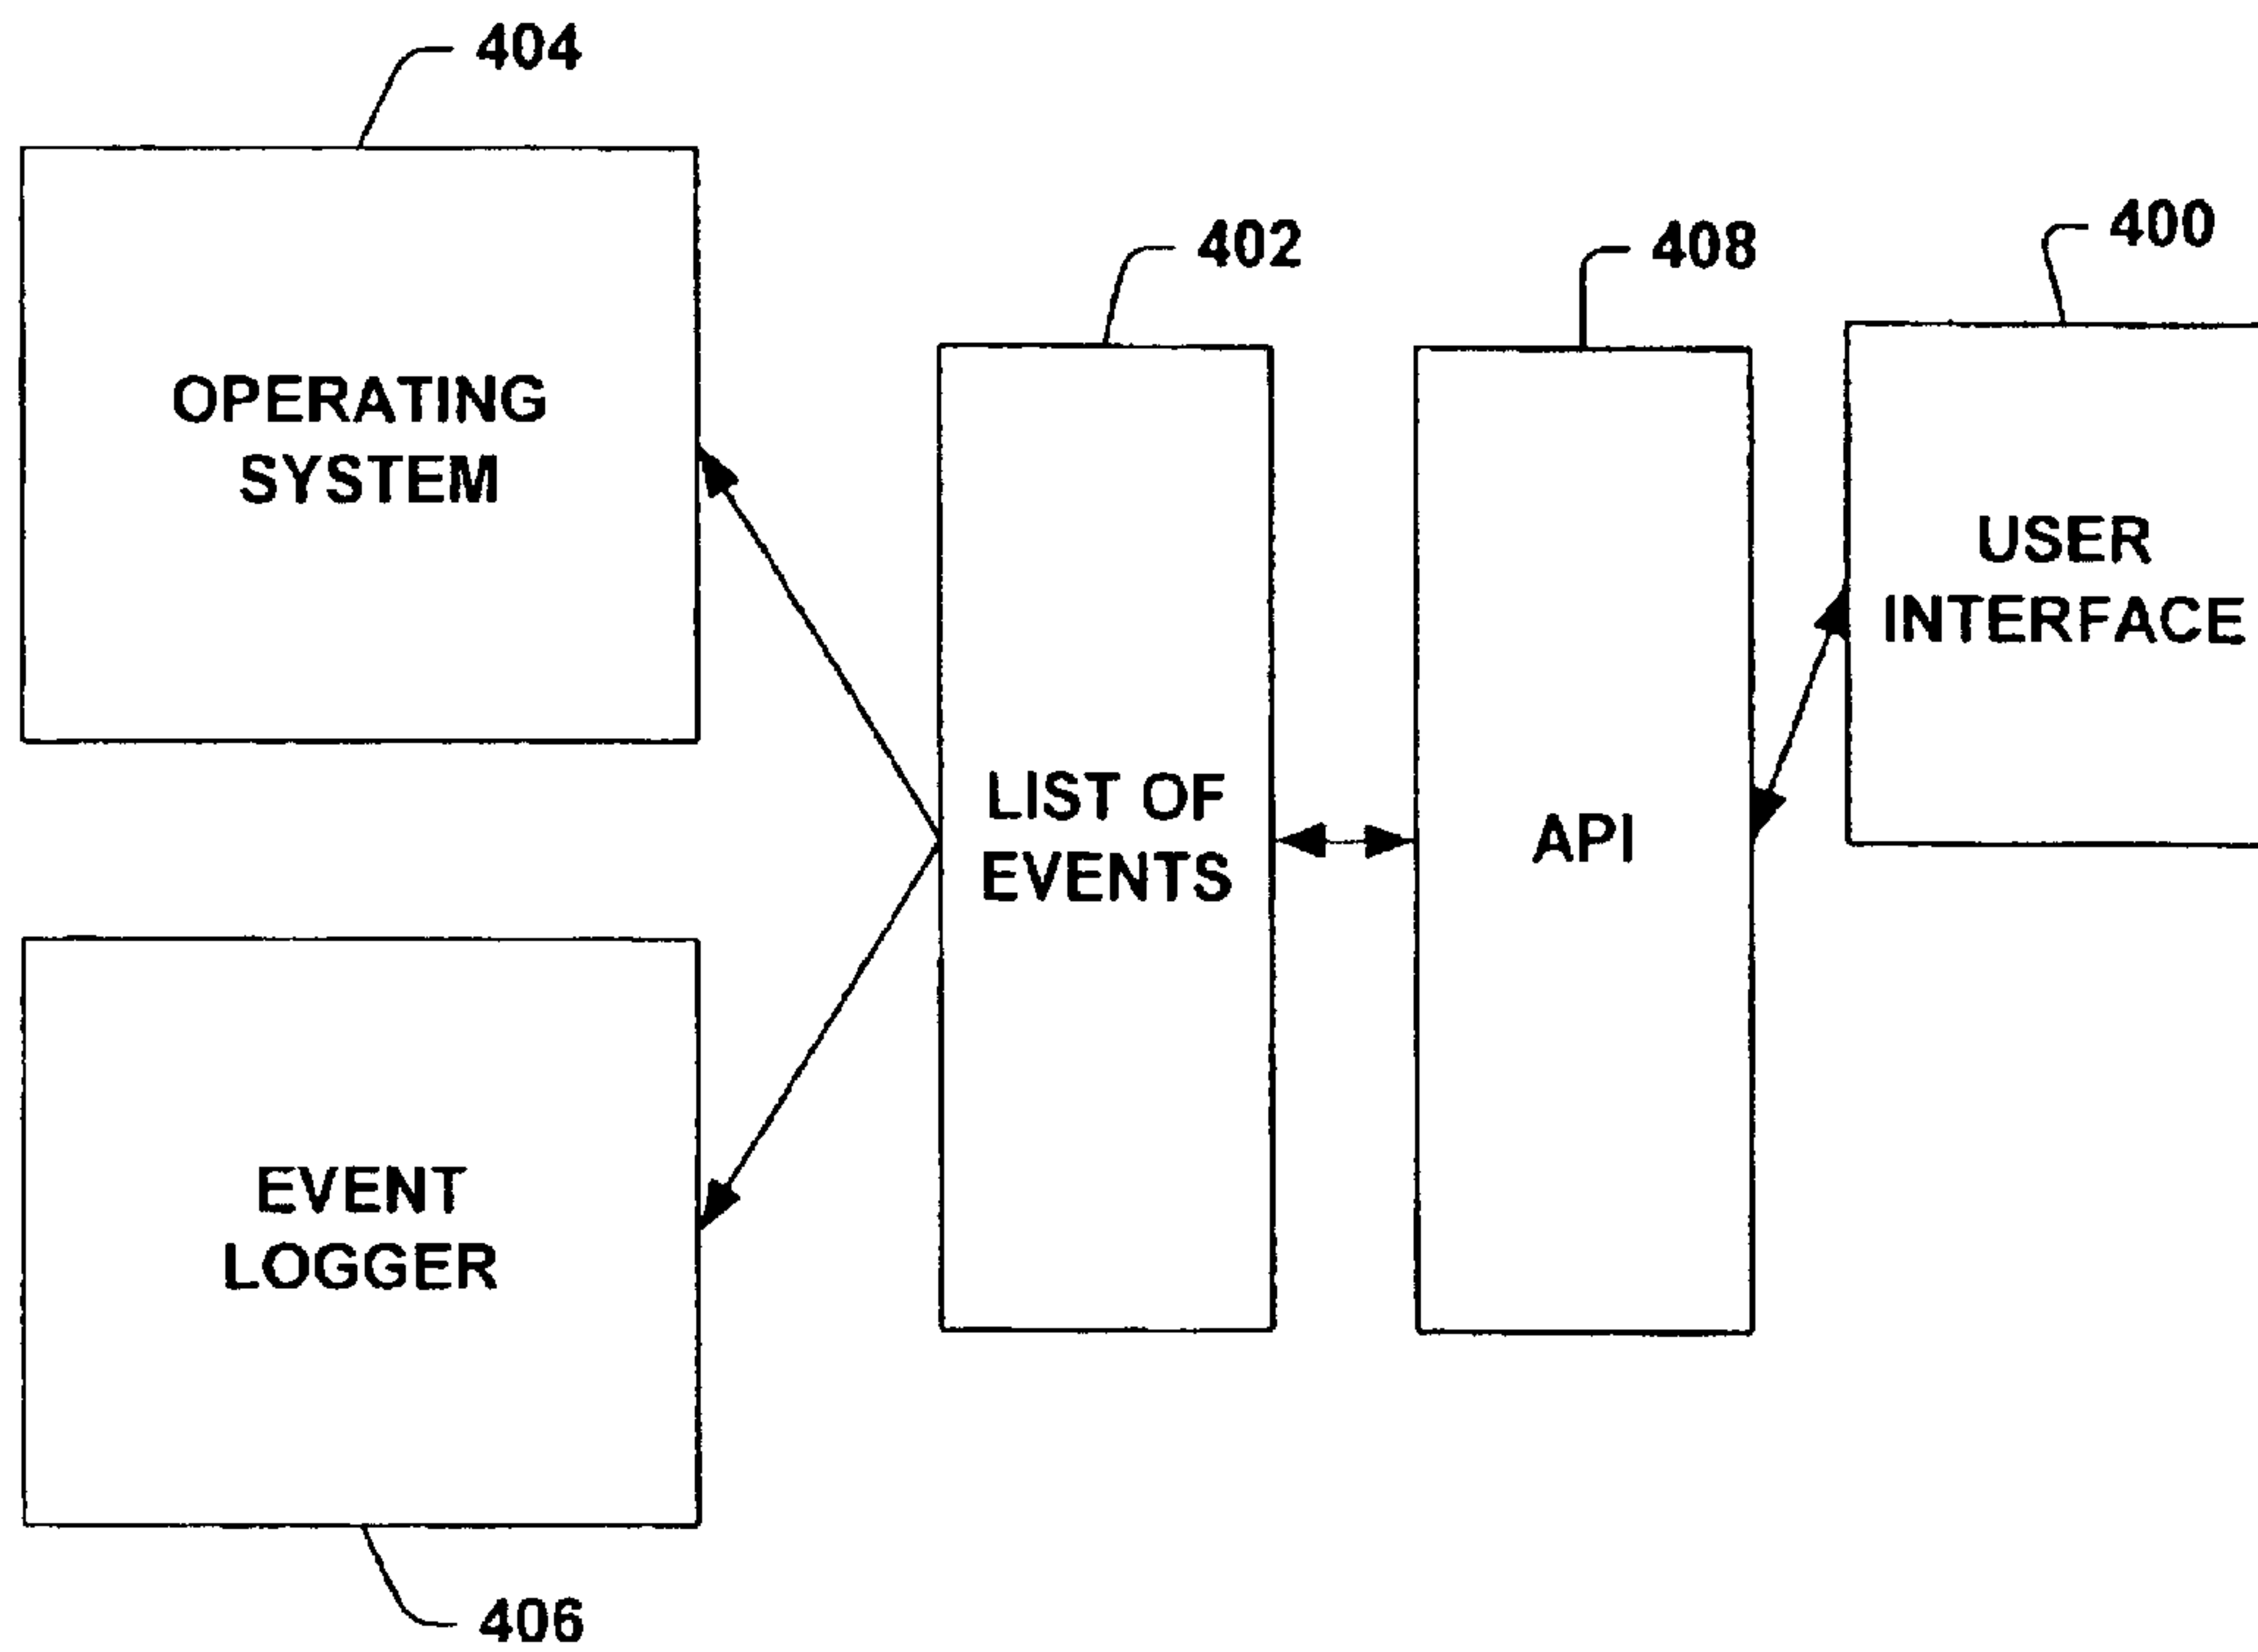 404
OPERATING
SYSTEM
402
408
400
USER
INTERFACE
LIST OF
EVENTS
API
EVENT
LOGGER
406